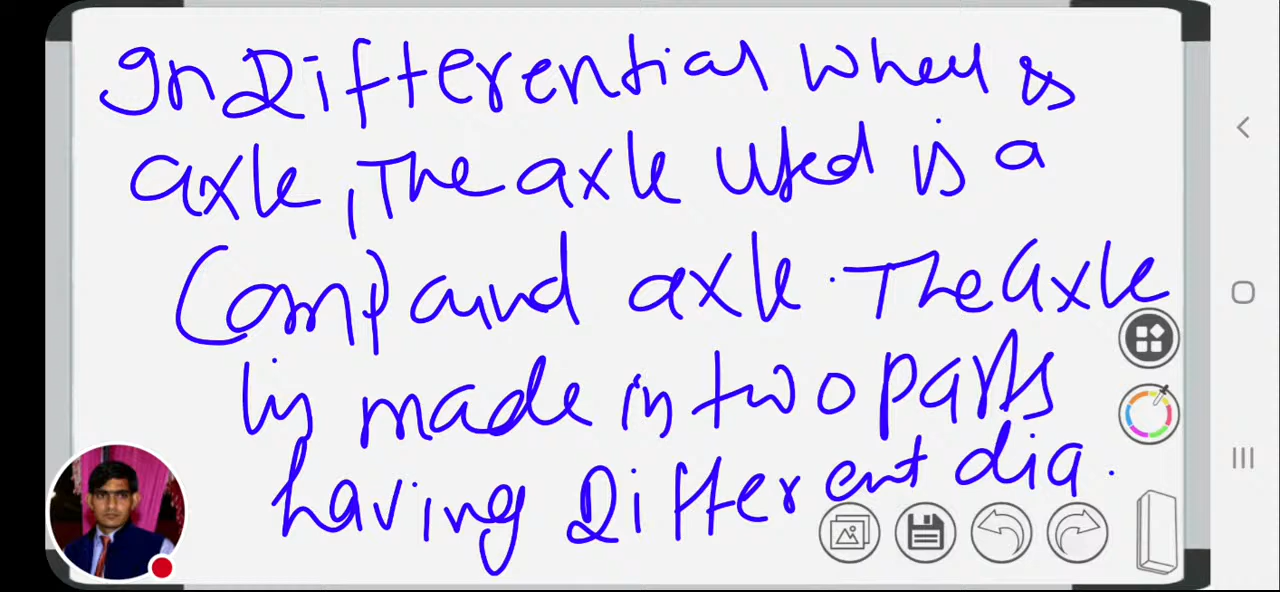 In Differential wheel &
axle, The axle used is a
Compaund axle. The axle
is made in two parts
having Different dia.